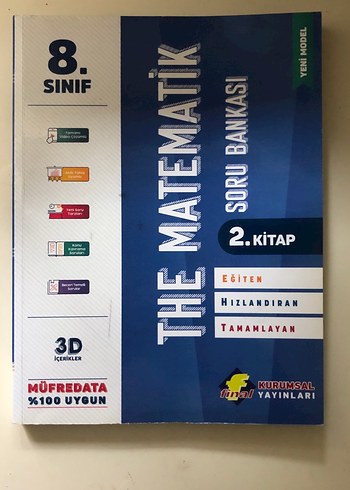 8.
SINIF
THE MATEMATİK
SORU BANKASI
YENİ MODEL
2. KİTAP
EĞİTEN
HIZLANDIRAN
TAMAMLAYAN
3D
İÇERİKLER
MÜFREDATA
%100 UYGUN
final
KURUMSAL
YAYINLARI